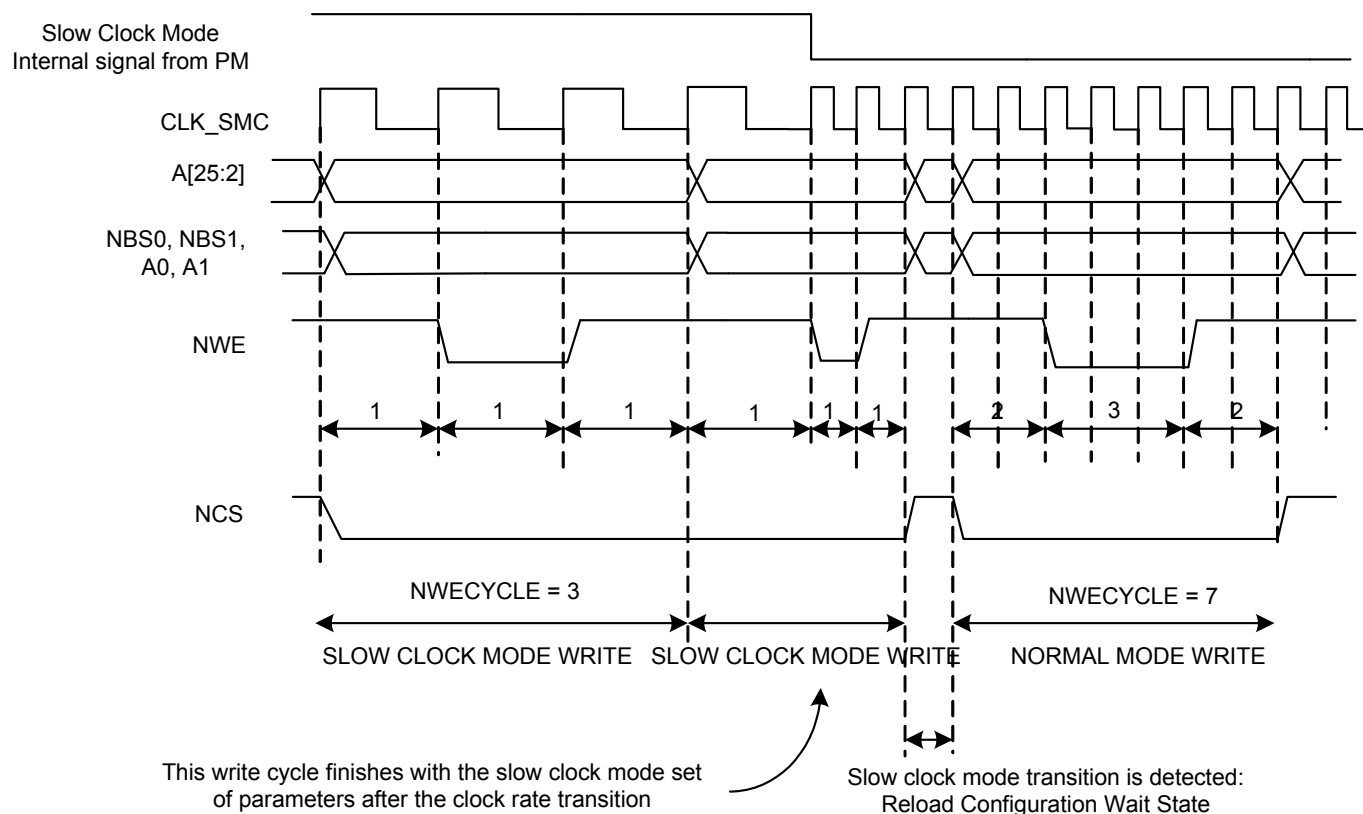 Slow Clock Mode
Internal signal from PM
CLK_SMC
A[25:2]
NBS0, NBS1,
A0, A1
NWE
1 1 1 1 1 1 2 3 2
NCS
NWECYCLE = 3 NWECYCLE = 7
SLOW CLOCK MODE WRITE SLOW CLOCK MODE WRITE NORMAL MODE WRITE
This write cycle finishes with the slow clock mode set
of parameters after the clock rate transition
Slow clock mode transition is detected:
Reload Configuration Wait State